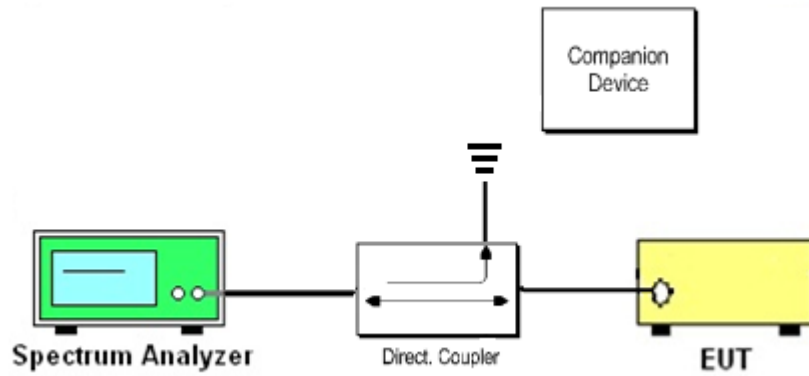 Companion
Device
Spectrum Analyzer
Direct. Coupler
EUT